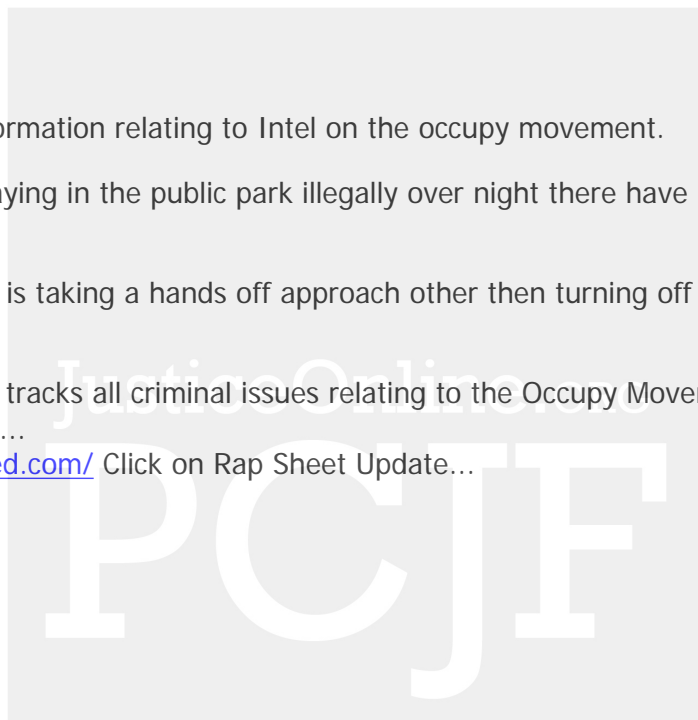 ormation relating to Intel on the occupy movement.
aying in the public park illegally over night there have
is taking a hands off approach other then turning off
tracks all criminal issues relating to the Occupy Move
JusticeOnline.ORG
...
ed.com/ Click on Rap Sheet Update...
PCJF